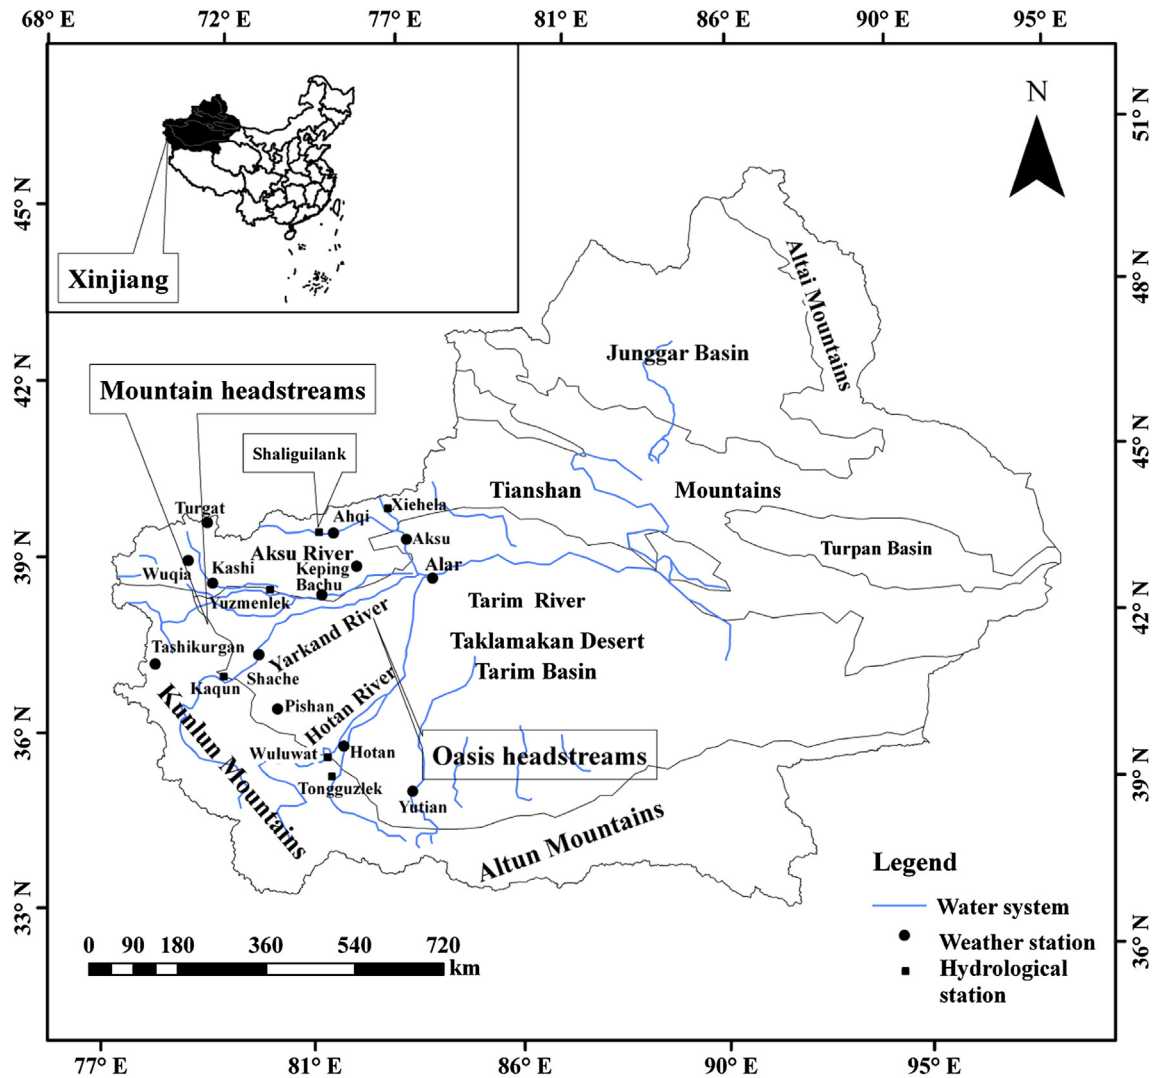 68° E 72° E 77° E 81° E 86° E 90° E 95° E
51° N
48° N
45° N
42° N
39° N
36° N
45° N
42° N
39° N
36° N
33° N
N
Xinjiang
Altai Mountains
Junggar Basin
Mountain headstreams
Shaliguilank
Tianshan Mountains
Turgat
Xiehela
Ahqi
Aksu
Aksu River
Turpan Basin
Wuqia
Kashi
Keping
Alar
Bachu
Yuzmenlek
Tarim River
Yarkand River
Taklamakan Desert
Tashikurgan
Tarim Basin
Shache
Kaqun
Kunlun Mountains
Pishan
Hotan River
Wuluwat
Hotan
Oasis headstreams
Tongguzlek
Yutian
Altun Mountains
Legend
Water system
Weather station
Hydrological
station
0 90 180 360 540 720
km
77° E 81° E 86° E 90° E 95° E